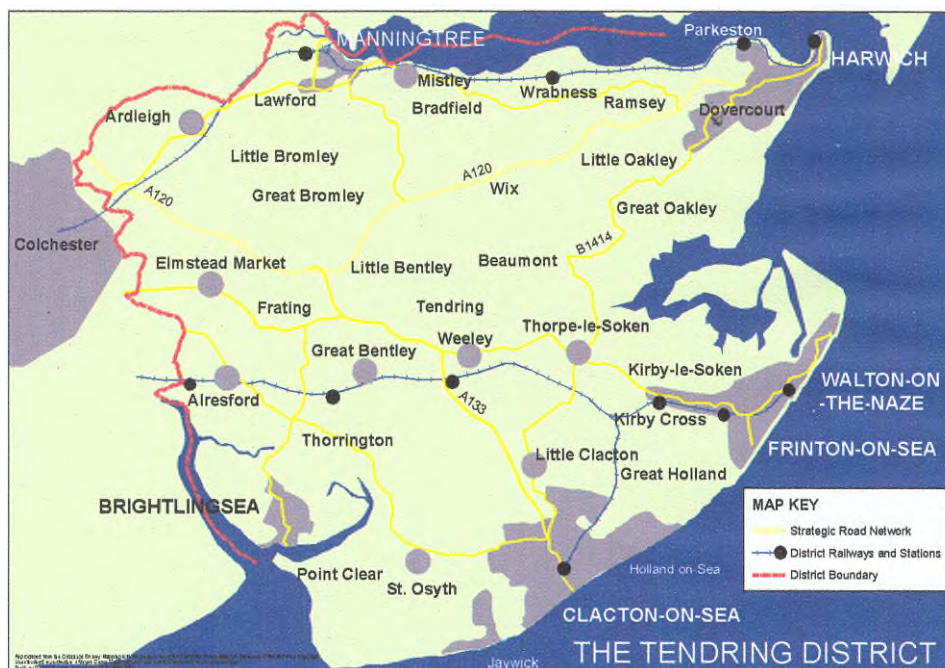 MANNINGTREE
Parkeston
HARWICH
Mistley
Wrabness
Lawford
Bradfield
Ramsey
Dovercourt
Ardleigh
Little Bromley
Little Oakley
A120
Wix
Great Bromley
A120
Great Oakley
Colchester
B1414
Elmstead Market
Little Bentley
Beaumont
Frating
Tendring
Thorpe-le-Soken
Weeley
Great Bentley
Kirby-le-Soken
WALTON-ON
-THE-NAZE
Alresford
A133
Kirby Cross
Thorrington
FRINTON-ON-SEA
Little Clacton
Great Holland
BRIGHTLINGSEA
MAP KEY
Strategic Road Network
District Railways and Stations
District Boundary
Holland on-Sea
Point Clear
St. Osyth
CLACTON-ON-SEA
THE TENDRING DISTRICT
Jaywick